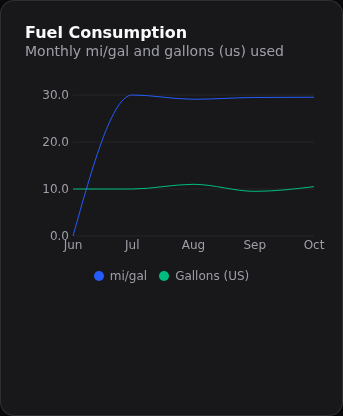 Fuel Consumption
Monthly mi/gal and gallons (us) used
30.0
20.0
10.0
0.0
Jun Jul Aug Sep Oct
mi/gal Gallons (US)